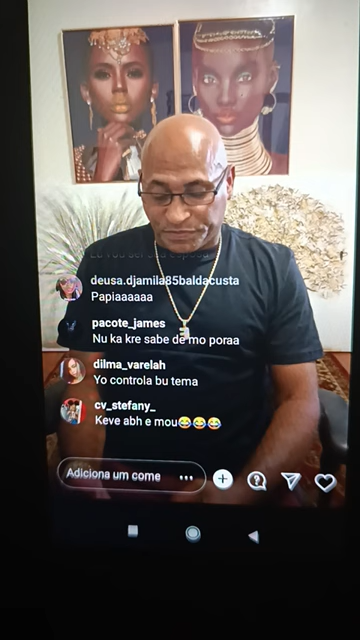 deusa.djamila85baldacusta
Papiaaaaaa
pacote_james
Nu ka kre sabe de mo poraa
dilma_varelah
Yo controla bu tema
cv_stefany_
Keve abh e mou😂😂😂
Adiciona um come